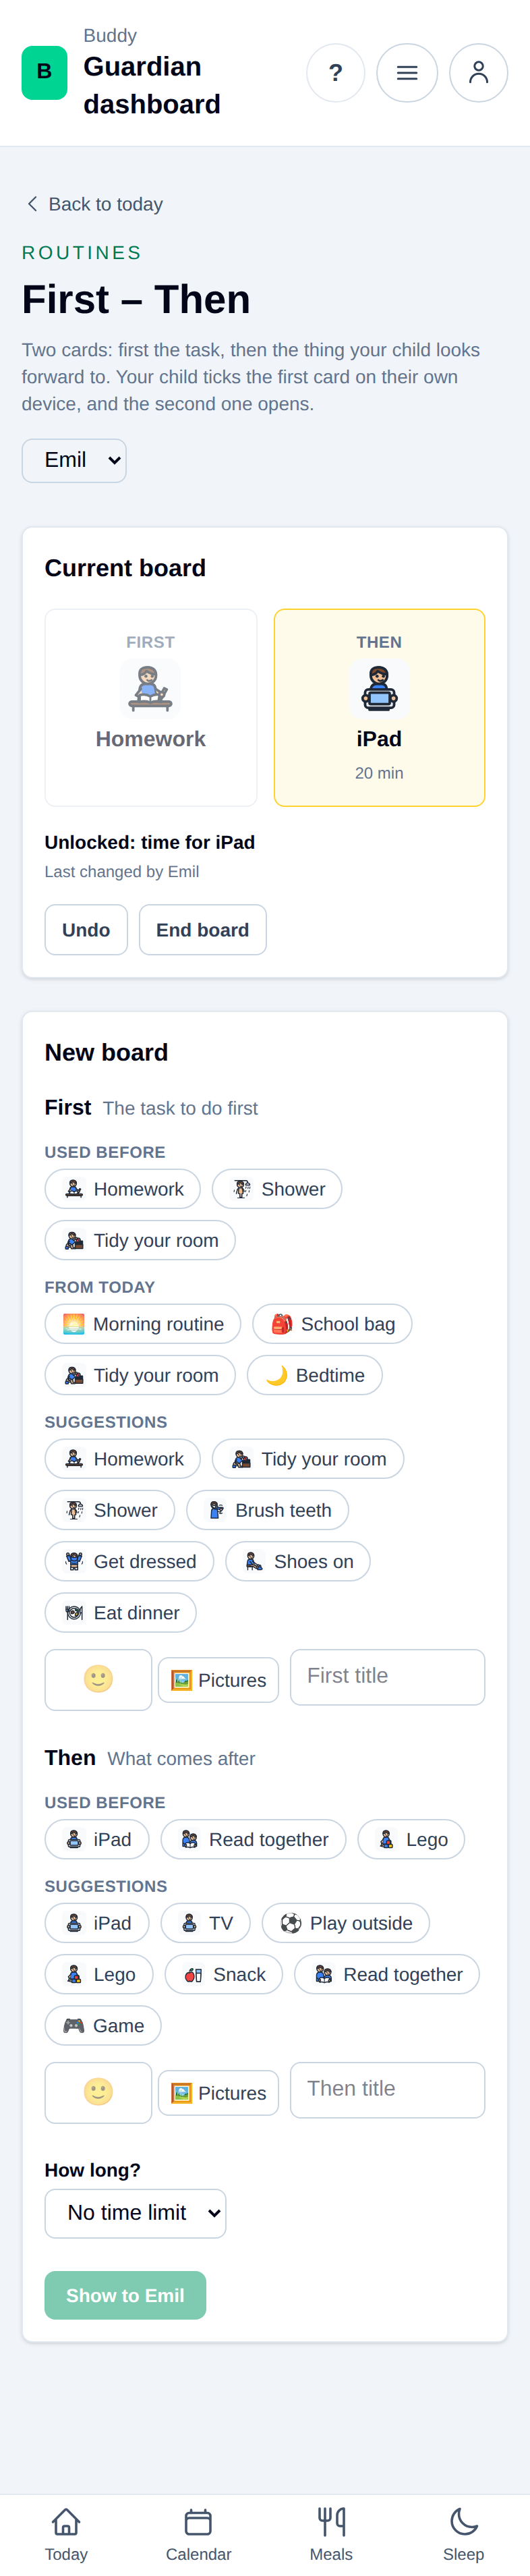 B
Buddy
Guardian
dashboard
?
Back to today
ROUTINES
First – Then
Two cards: first the task, then the thing your child looks
forward to. Your child ticks the first card on their own
device, and the second one opens.
Emil
Current board
FIRST
Homework
THEN
iPad
20 min
Unlocked: time for iPad
Last changed by Emil
Undo
End board
New board
First The task to do first
USED BEFORE
Homework
Shower
Tidy your room
FROM TODAY
Morning routine
School bag
Tidy your room
Bedtime
SUGGESTIONS
Homework
Tidy your room
Shower
Brush teeth
Get dressed
Shoes on
Eat dinner
Pictures
First title
Then What comes after
USED BEFORE
iPad
Read together
Lego
SUGGESTIONS
iPad
TV
Play outside
Lego
Snack
Read together
Game
Pictures
Then title
How long?
No time limit
Show to Emil
Today
Calendar
Meals
Sleep